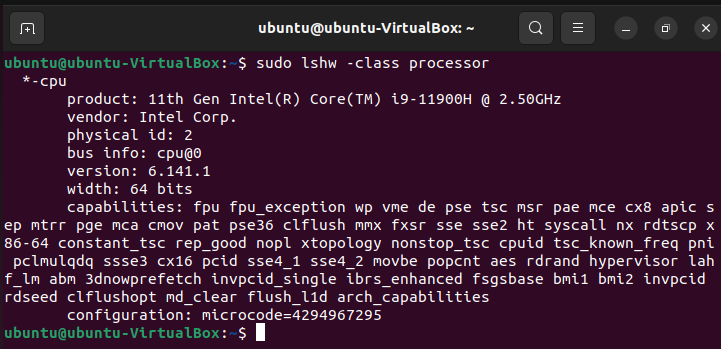 ubuntu@ubuntu-VirtualBox: ~
ubuntu@ubuntu-VirtualBox:~$ sudo lshw -class processor
  *-cpu
       product: 11th Gen Intel(R) Core(TM) i9-11900H @ 2.50GHz
       vendor: Intel Corp.
       physical id: 2
       bus info: cpu@0
       version: 6.141.1
       width: 64 bits
       capabilities: fpu fpu_exception wp vme de pse tsc msr pae mce cx8 apic s
ep mtrr pge mca cmov pat pse36 clflush mmx fxsr sse sse2 ht syscall nx rdtscp x
86-64 constant_tsc rep_good nopl xtopology nonstop_tsc cpuid tsc_known_freq pni
 pclmulqdq ssse3 cx16 pcid sse4_1 sse4_2 movbe popcnt aes rdrand hypervisor lah
f_lm abm 3dnowprefetch invpcid_single ibrs_enhanced fsgsbase bmi1 bmi2 invpcid
rdseed clflushopt md_clear flush_l1d arch_capabilities
       configuration: microcode=4294967295
ubuntu@ubuntu-VirtualBox:~$